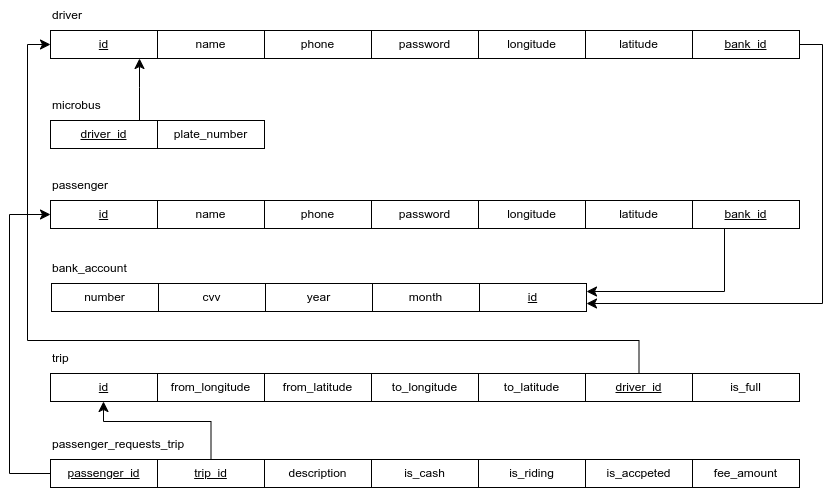 driver
id name phone password longitude latitude bank_id
microbus
driver_id plate_number
passenger
id name phone password longitude latitude bank_id
bank_account
number cvv year month id
trip
id from_longitude from_latitude to_longitude to_latitude driver_id is_full
passenger_requests_trip
passenger_id trip_id description is_cash is_riding is_accpeted fee_amount